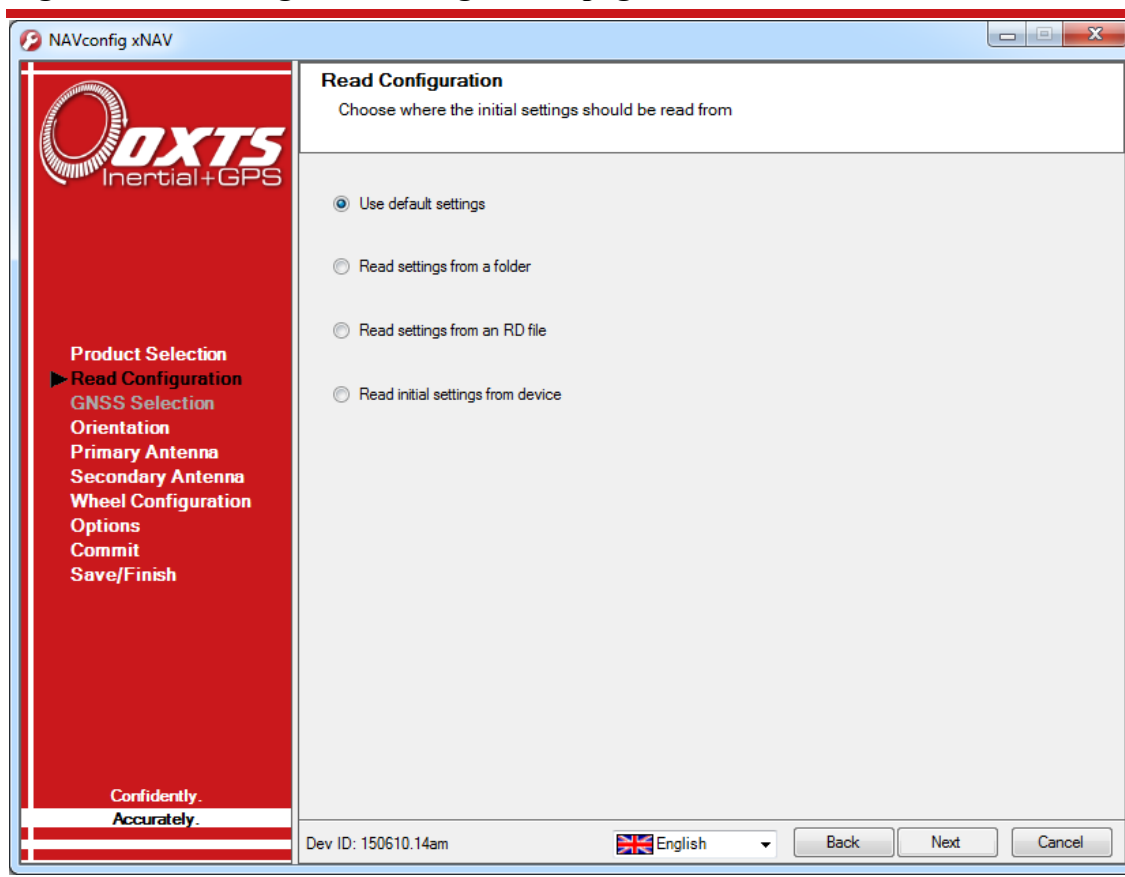 NAVconfig xNAV
OXTS
Inertial+GPS
Read Configuration
Choose where the initial settings should be read from
Use default settings
Read settings from a folder
Read settings from an RD file
Read initial settings from device
Product Selection
Read Configuration
GNSS Selection
Orientation
Primary Antenna
Secondary Antenna
Wheel Configuration
Options
Commit
Save/Finish
Confidently.
Accurately.
Dev ID: 150610.14am
English
Back
Next
Cancel